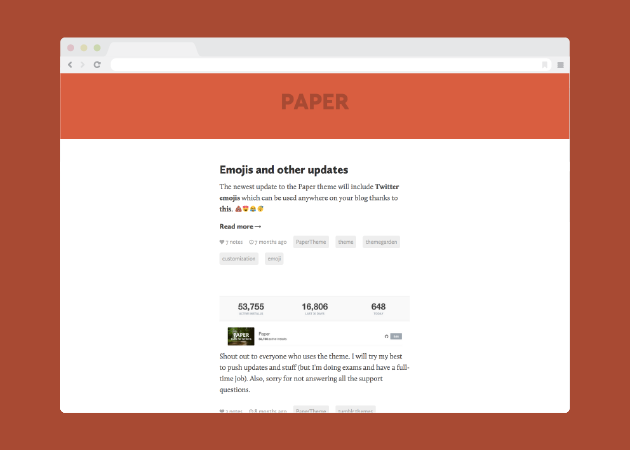 PAPER
Emojis and other updates
The newest update to the Paper theme will include Twitter
emojis which can be used anywhere on your blog thanks to
this. 💩😍😂😴
Read more →
7 notes 7 months ago PaperTheme theme themegarden
customization emoji
53,755 16,806 648
PAPER
Paper
Shout out to everyone who uses the theme. I will try my best
to push updates and stuff (but I'm doing exams and have a full-
time job). Also, sorry for not answering all the support
questions.
notes 8 months ago PaperTheme tumblr themes